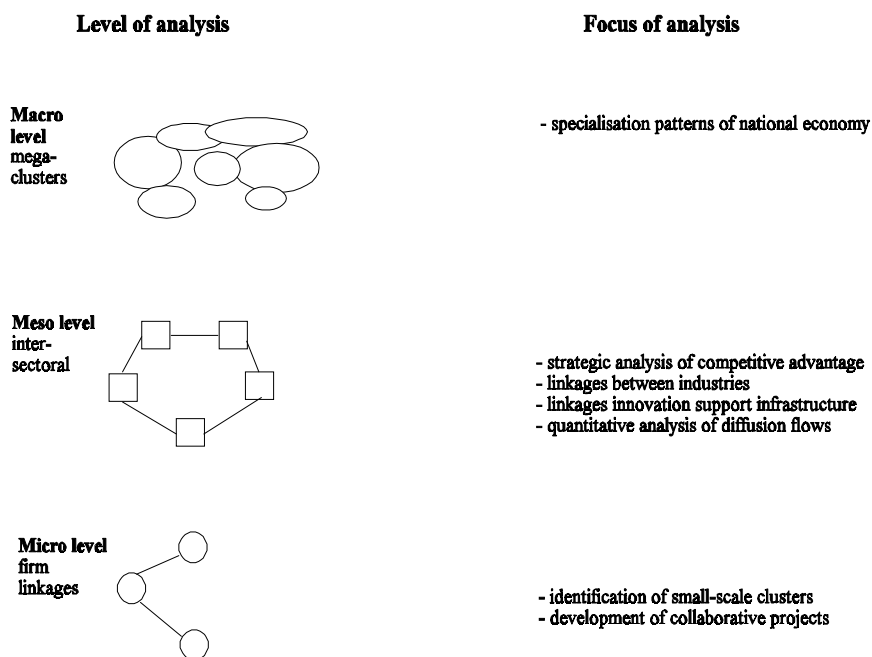 Level of analysis
Focus of analysis
Macro
level
mega-
clusters
- specialisation patterns of national economy
Meso level
inter-
sectoral
- strategic analysis of competitive advantage
- linkages between industries
- linkages innovation support infrastructure
- quantitative analysis of diffusion flows
Micro level
firm
linkages
- identification of small-scale clusters
- development of collaborative projects